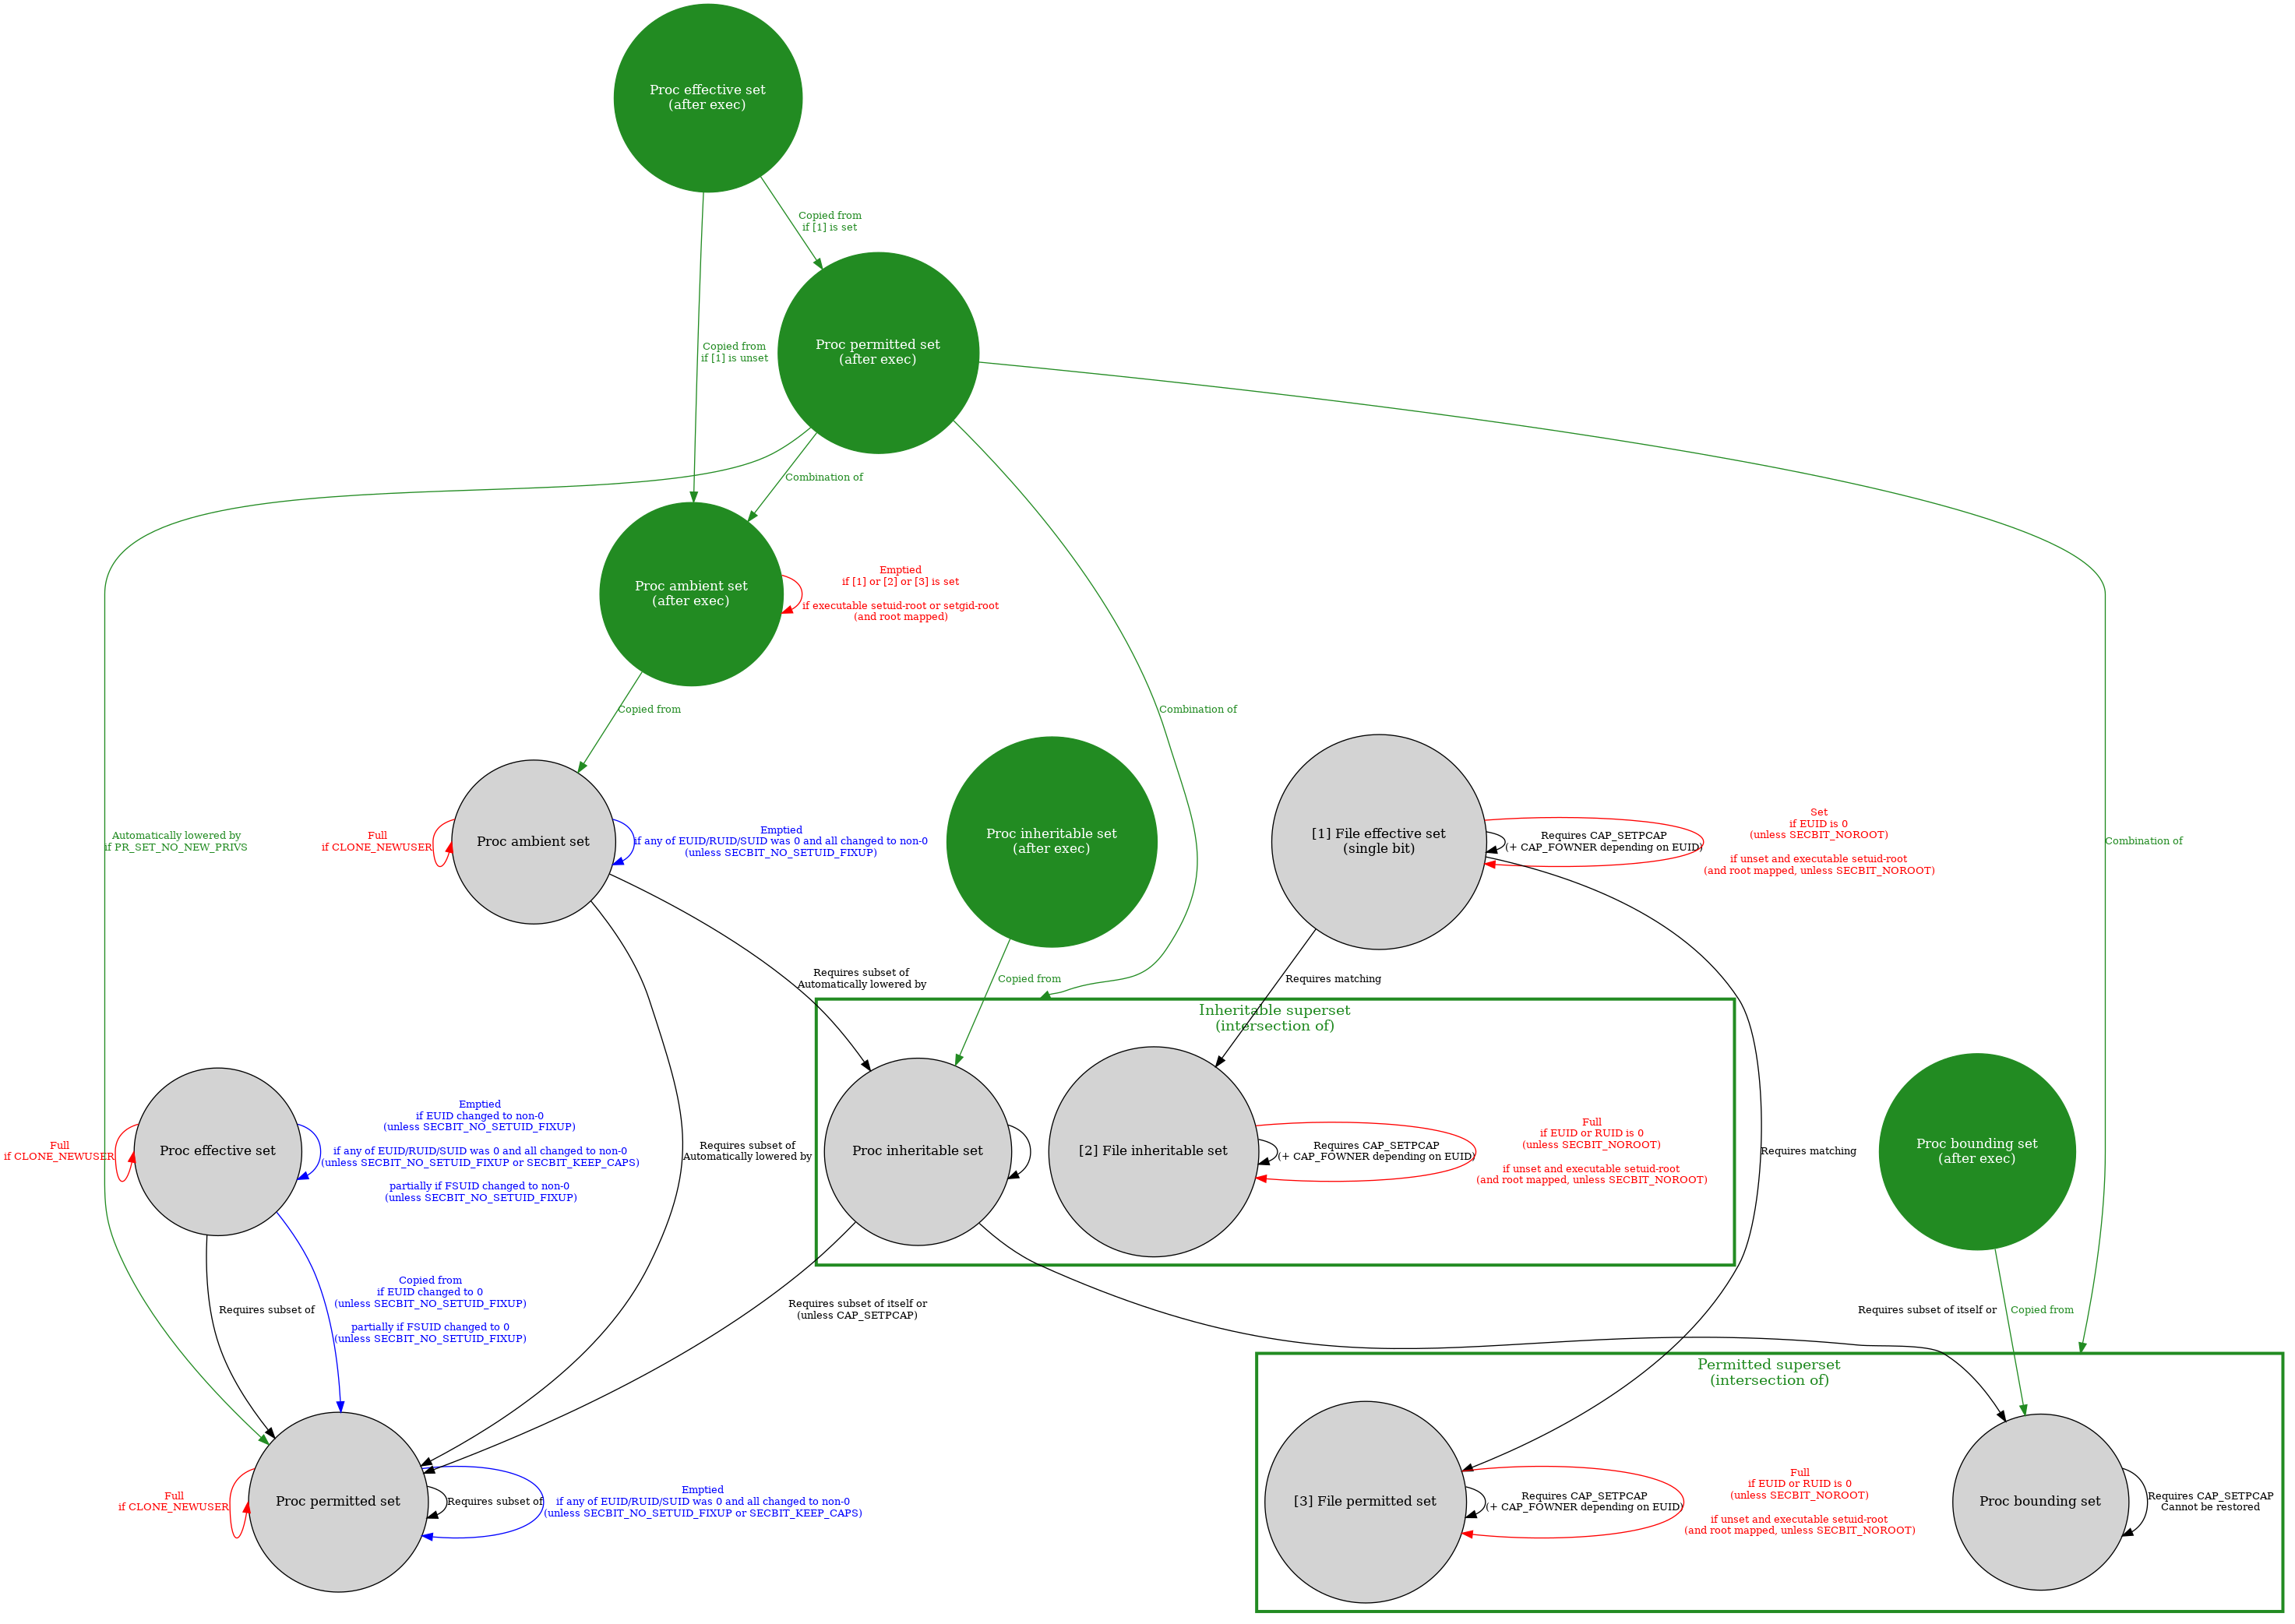 Proc effective set
(after exec)
Copied from
if [1] is set
Copied from
if [1] is unset
Proc permitted set
(after exec)
Combination of
Proc ambient set
(after exec)
Emptied
if [1] or [2] or [3] is set
if executable setuid-root or setgid-root
(and root mapped)
Copied from
Combination of
Automatically lowered by
if PR_SET_NO_NEW_PRIVS
Full
if CLONE_NEWUSER
Proc ambient set
Emptied
if any of EUID/RUID/SUID was 0 and all changed to non-0
(unless SECBIT_NO_SETUID_FIXUP)
Proc inheritable set
(after exec)
[1] File effective set
(single bit)
Requires CAP_SETPCAP
(+ CAP_FOWNER depending on EUID)
Set
if EUID is 0
(unless SECBIT_NOROOT)
if unset and executable setuid-root
(and root mapped, unless SECBIT_NOROOT)
Combination of
Requires subset of
Automatically lowered by
Copied from
Requires matching
Inheritable superset
(intersection of)
Full
if CLONE_NEWUSER
Proc effective set
Emptied
if EUID changed to non-0
(unless SECBIT_NO_SETUID_FIXUP)
if any of EUID/RUID/SUID was 0 and all changed to non-0
(unless SECBIT_NO_SETUID_FIXUP or SECBIT_KEEP_CAPS)
partially if FSUID changed to non-0
(unless SECBIT_NO_SETUID_FIXUP)
Requires subset of
Automatically lowered by
Proc inheritable set
[2] File inheritable set
Requires CAP_SETPCAP
(+ CAP_FOWNER depending on EUID)
Full
if EUID or RUID is 0
(unless SECBIT_NOROOT)
if unset and executable setuid-root
(and root mapped, unless SECBIT_NOROOT)
Requires matching
Proc bounding set
(after exec)
Requires subset of
Copied from
if EUID changed to 0
(unless SECBIT_NO_SETUID_FIXUP)
partially if FSUID changed to 0
(unless SECBIT_NO_SETUID_FIXUP)
Requires subset of itself or
(unless CAP_SETPCAP)
Requires subset of itself or
Copied from
Permitted superset
(intersection of)
Full
if CLONE_NEWUSER
Proc permitted set
Requires subset of
Emptied
if any of EUID/RUID/SUID was 0 and all changed to non-0
(unless SECBIT_NO_SETUID_FIXUP or SECBIT_KEEP_CAPS)
[3] File permitted set
Requires CAP_SETPCAP
(+ CAP_FOWNER depending on EUID)
Full
if EUID or RUID is 0
(unless SECBIT_NOROOT)
if unset and executable setuid-root
(and root mapped, unless SECBIT_NOROOT)
Proc bounding set
Requires CAP_SETPCAP
Cannot be restored